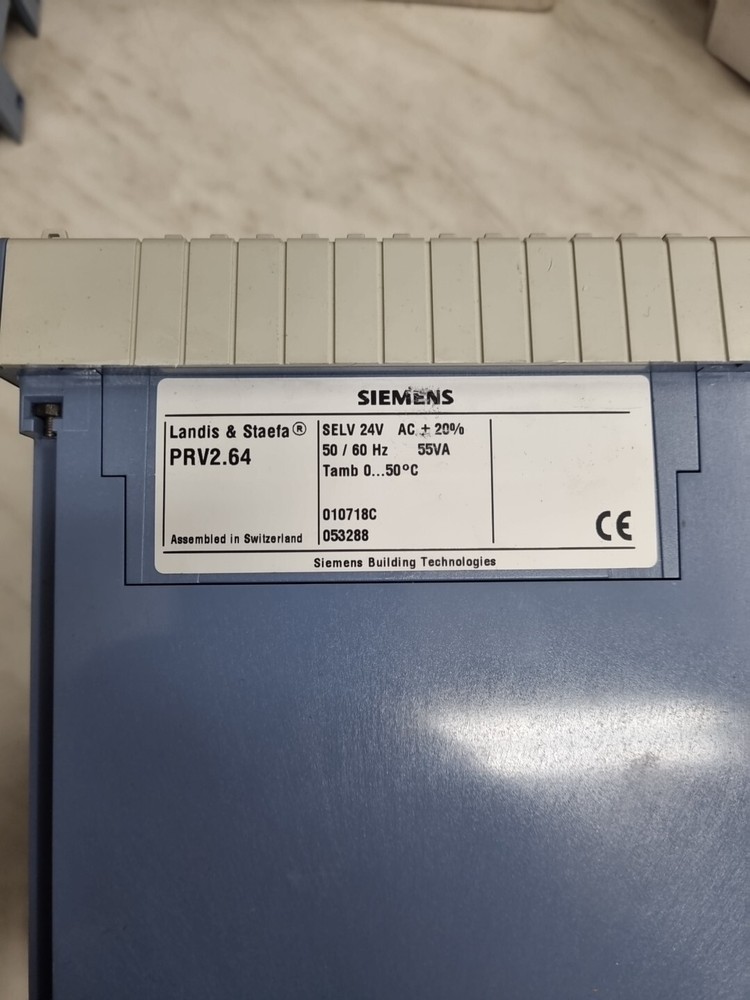 SIEMENS
Landis & Staefa®
PRV2.64
Assembled in Switzerland
SELV 24V AC ± 20%
50 / 60 Hz 55VA
Tamb 0...50°C
010718C
053288
CE
Siemens Building Technologies